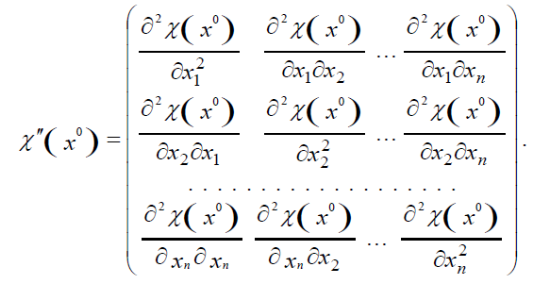 χ″(x⁰) = ( ∂²χ(x⁰)/∂x₁² ∂²χ(x⁰)/∂x₁∂x₂ ... ∂²χ(x⁰)/∂x₁∂xₙ
∂²χ(x⁰)/∂x₂∂x₁ ∂²χ(x⁰)/∂x₂² ... ∂²χ(x⁰)/∂x₂∂xₙ
. . . . . . . . . . . . . . . . . .
∂²χ(x⁰)/∂xₙ∂xₙ ∂²χ(x⁰)/∂xₙ∂x₂ ... ∂²χ(x⁰)/∂xₙ² ) .